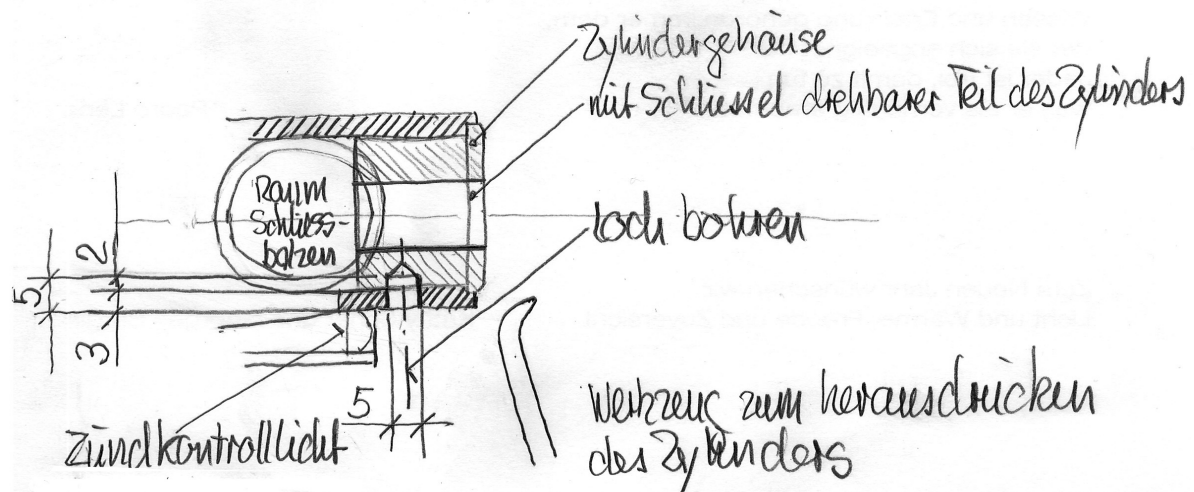 Zylindergehäuse
mit Schlüssel drehbarer Teil des Zylinders
Raum
Schliess-
bolzen
Loch bohren
2
5
3
5
Werkzeug zum herausdrücken
des Zylinders
Zündkontrolllicht